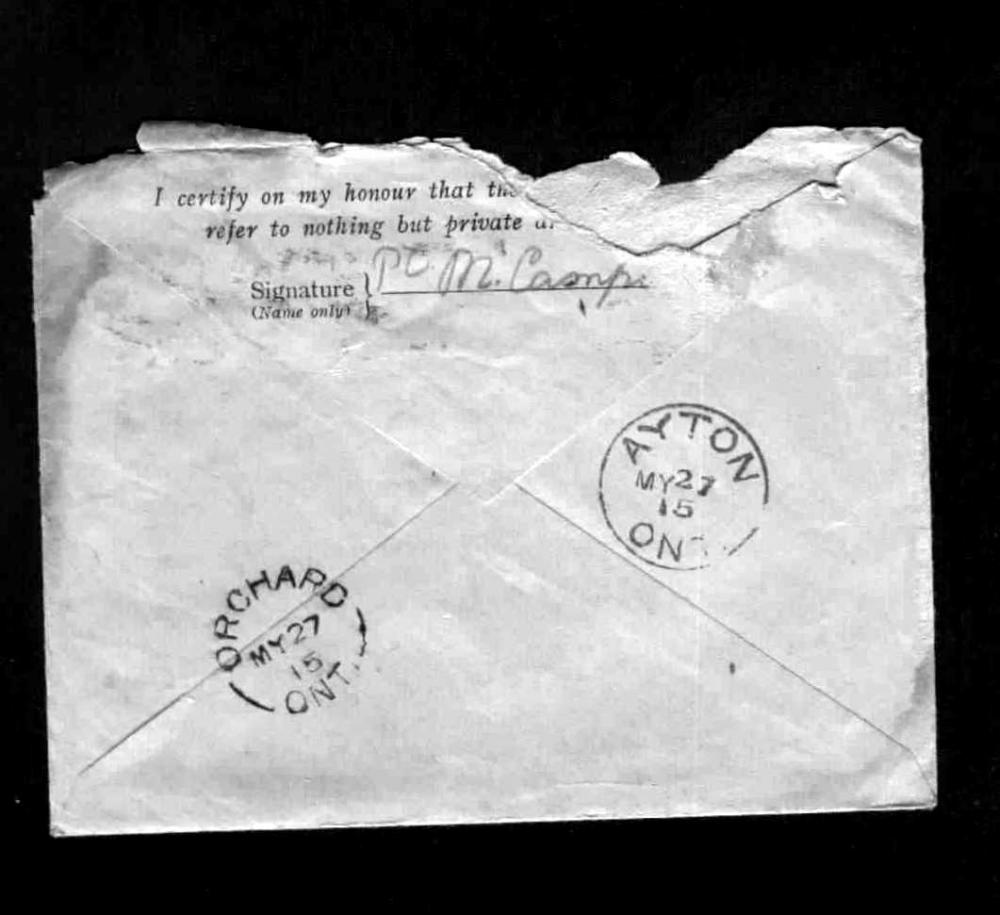 I certify on my honour that the
refer to nothing but private
Signature }
Pte M. Camp
(Name only)
AYTON
MY 27
15
ONT.
ORCHARD
MY 27
15
ONT.